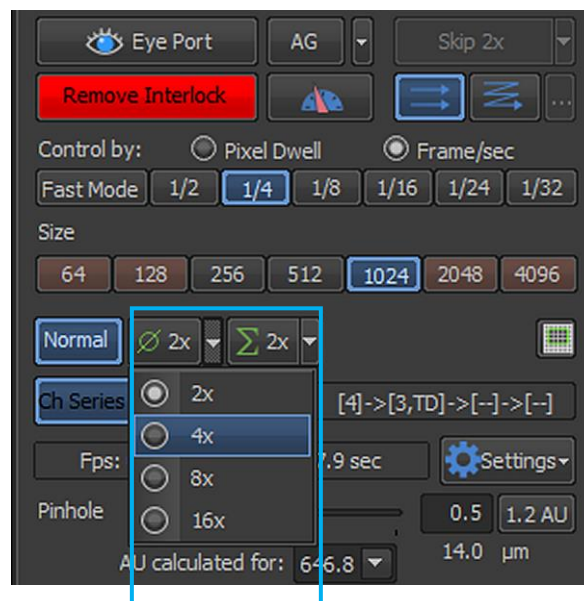 Eye Port AG Skip 2x
Remove Interlock ...
Control by: Pixel Dwell Frame/sec
Fast Mode 1/2 1/4 1/8 1/16 1/24 1/32
Size
64 128 256 512 1024 2048 4096
Normal Ø 2x Σ 2x
Ch Series 2x [4]->[3,TD]->[--]->[--]
4x
Fps: 8x 7.9 sec Settings
Pinhole 16x 0.5 1.2 AU
AU calculated for: 646.8 14.0 µm